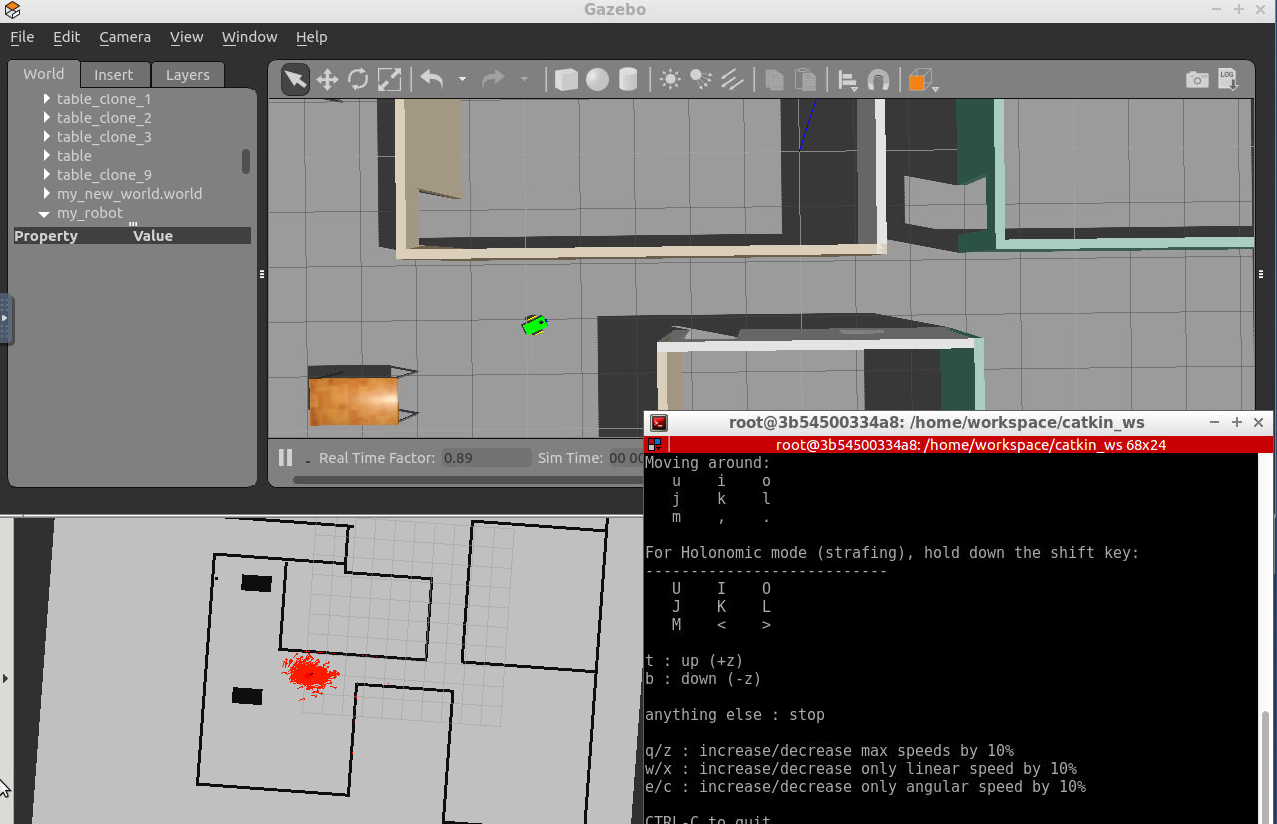 Gazebo
File Edit Camera View Window Help
World Insert Layers
LOG
table_clone_1
table_clone_2
table_clone_3
table
table_clone_9
my_new_world.world
my_robot
Property Value
Real Time Factor: 0.89 Sim Time: 00 00
root@3b54500334a8: /home/workspace/catkin_ws
root@3b54500334a8: /home/workspace/catkin_ws 68x24
Moving around:
u i o
j k l
m , .
For Holonomic mode (strafing), hold down the shift key:
---------------------------
U I O
J K L
M < >
t : up (+z)
b : down (-z)
anything else : stop
q/z : increase/decrease max speeds by 10%
w/x : increase/decrease only linear speed by 10%
e/c : increase/decrease only angular speed by 10%
CTRL-C to quit